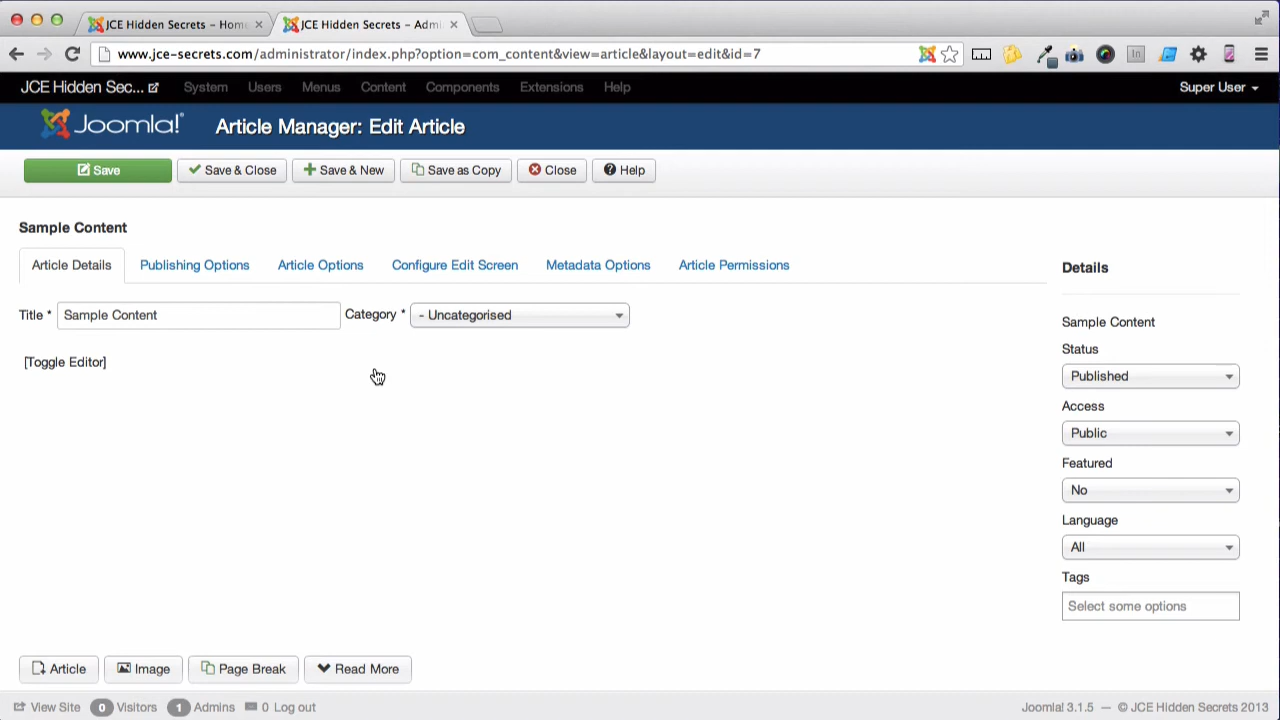 JCE Hidden Secrets - Hom
JCE Hidden Secrets - Adm
www.jce-secrets.com/administrator/index.php?option=com_content&view=article&layout=edit&id=7
JCE Hidden Sec... System Users Menus Content Components Extensions Help Super User
Joomla! Article Manager: Edit Article
Save Save & Close Save & New Save as Copy Close Help
Sample Content
Article Details Publishing Options Article Options Configure Edit Screen Metadata Options Article Permissions
Details
Title * Sample Content Category * - Uncategorised
Sample Content
Status
[Toggle Editor]
Published
Access
Public
Featured
No
Language
All
Tags
Select some options
Article Image Page Break Read More
View Site 0 Visitors 1 Admins 0 Log out Joomla! 3.1.5 — © JCE Hidden Secrets 2013